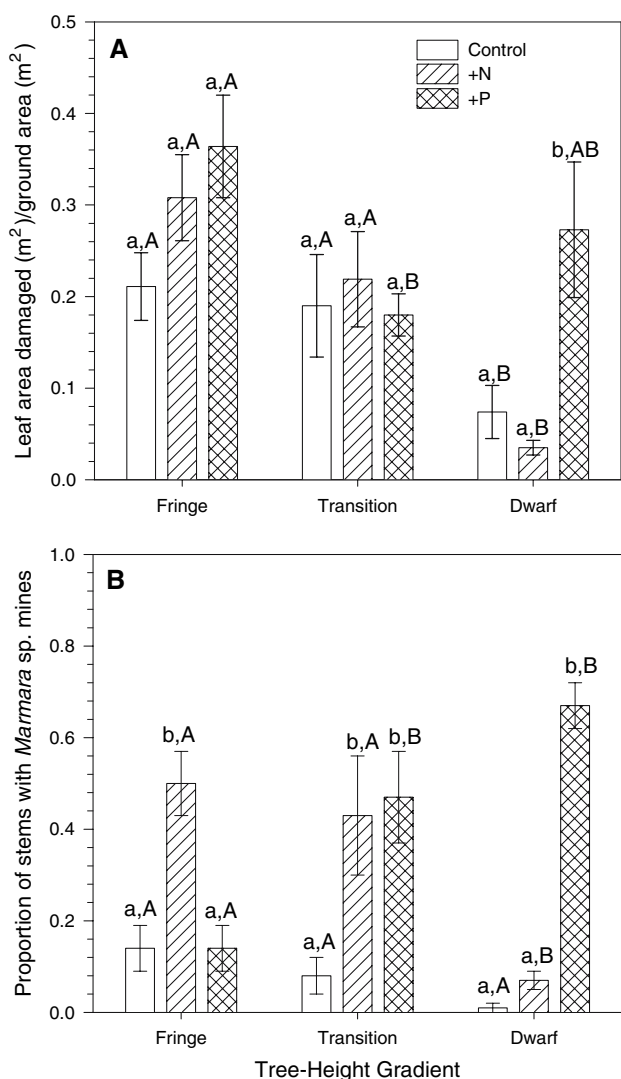 A
Control
+N
+P
Leaf area damaged (m²)/ground area (m²)
0.5
0.4
0.3
0.2
0.1
0.0
a,A
a,A
a,A
a,A
a,A
a,B
a,B
a,B
b,AB
Fringe
Transition
Dwarf
B
Proportion of stems with Marmara sp. mines
1.0
0.8
0.6
0.4
0.2
0.0
a,A
b,A
a,A
a,A
b,A
b,B
a,A
a,B
b,B
Fringe
Transition
Dwarf
Tree-Height Gradient